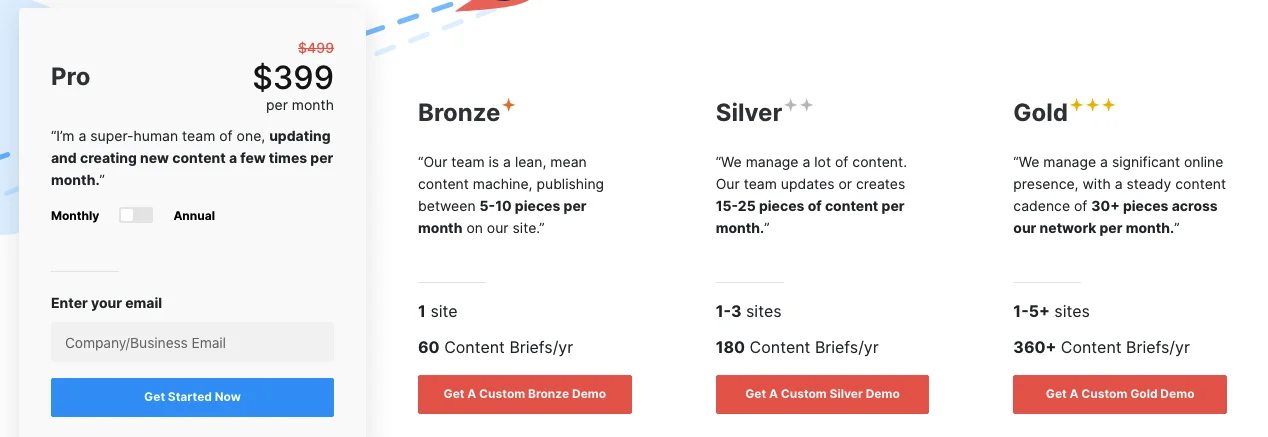 $499
Pro
$399
per month
“I’m a super-human team of one, updating
and creating new content a few times per
month.”
Monthly
Annual
Enter your email
Company/Business Email
Get Started Now
Bronze
“Our team is a lean, mean
content machine, publishing
between 5-10 pieces per
month on our site.”
1 site
60 Content Briefs/yr
Get A Custom Bronze Demo
Silver
“We manage a lot of content.
Our team updates or creates
15-25 pieces of content per
month.”
1-3 sites
180 Content Briefs/yr
Get A Custom Silver Demo
Gold
“We manage a significant online
presence, with a steady content
cadence of 30+ pieces across
our network per month.”
1-5+ sites
360+ Content Briefs/yr
Get A Custom Gold Demo